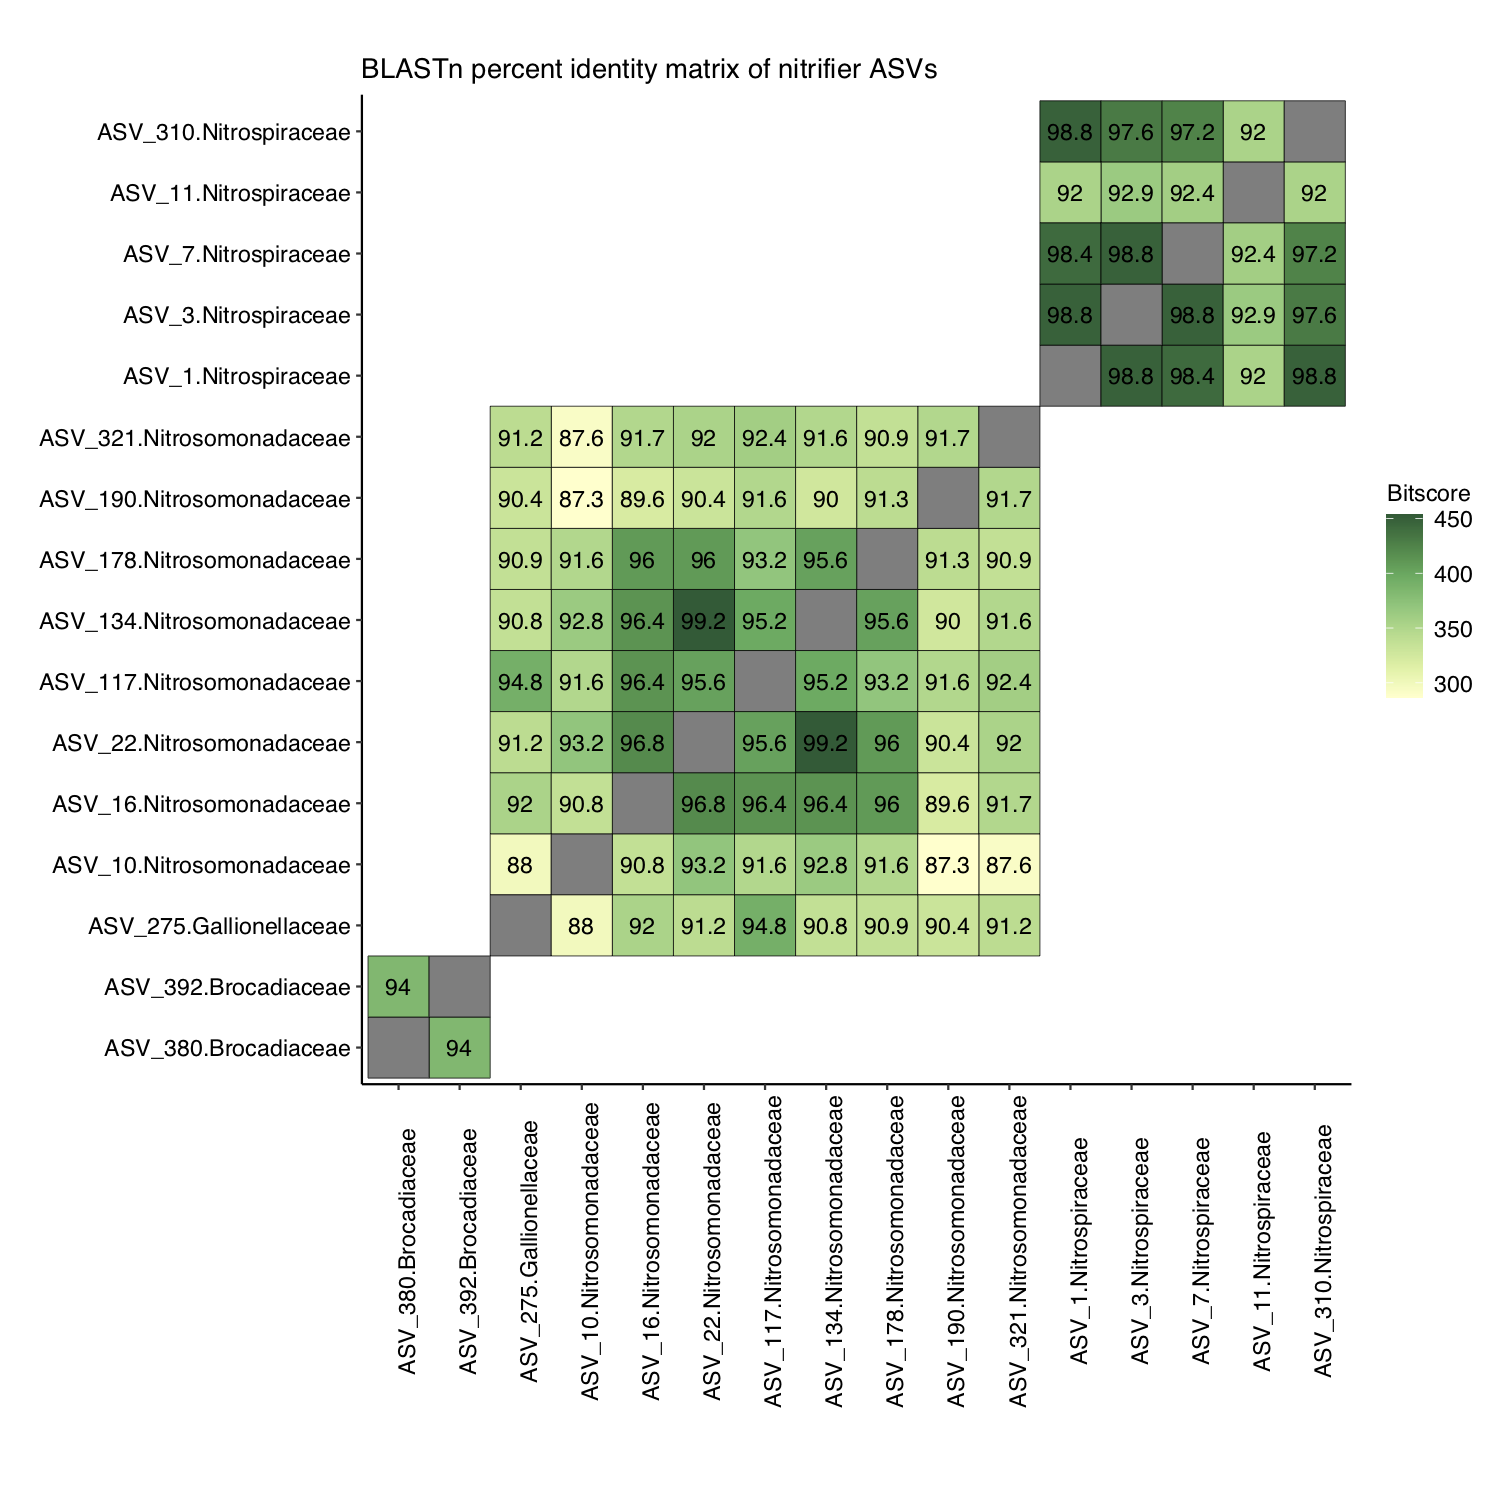 BLASTn percent identity matrix of nitrifier ASVs
ASV_310.Nitrospiraceae 98.8 97.6 97.2 92
ASV_11.Nitrospiraceae 92 92.9 92.4 92
ASV_7.Nitrospiraceae 98.4 98.8 92.4 97.2
ASV_3.Nitrospiraceae 98.8 98.8 92.9 97.6
ASV_1.Nitrospiraceae 98.8 98.4 92 98.8
ASV_321.Nitrosomonadaceae 91.2 87.6 91.7 92 92.4 91.6 90.9 91.7
ASV_190.Nitrosomonadaceae 90.4 87.3 89.6 90.4 91.6 90 91.3 91.7
ASV_178.Nitrosomonadaceae 90.9 91.6 96 96 93.2 95.6 91.3 90.9
ASV_134.Nitrosomonadaceae 90.8 92.8 96.4 99.2 95.2 95.6 90 91.6
ASV_117.Nitrosomonadaceae 94.8 91.6 96.4 95.6 95.2 93.2 91.6 92.4
ASV_22.Nitrosomonadaceae 91.2 93.2 96.8 95.6 99.2 96 90.4 92
ASV_16.Nitrosomonadaceae 92 90.8 96.8 96.4 96.4 96 89.6 91.7
ASV_10.Nitrosomonadaceae 88 90.8 93.2 91.6 92.8 91.6 87.3 87.6
ASV_275.Gallionellaceae 88 92 91.2 94.8 90.8 90.9 90.4 91.2
ASV_392.Brocadiaceae 94
ASV_380.Brocadiaceae 94
ASV_380.Brocadiaceae
ASV_392.Brocadiaceae
ASV_275.Gallionellaceae
ASV_10.Nitrosomonadaceae
ASV_16.Nitrosomonadaceae
ASV_22.Nitrosomonadaceae
ASV_117.Nitrosomonadaceae
ASV_134.Nitrosomonadaceae
ASV_178.Nitrosomonadaceae
ASV_190.Nitrosomonadaceae
ASV_321.Nitrosomonadaceae
ASV_1.Nitrospiraceae
ASV_3.Nitrospiraceae
ASV_7.Nitrospiraceae
ASV_11.Nitrospiraceae
ASV_310.Nitrospiraceae
Bitscore
450
400
350
300